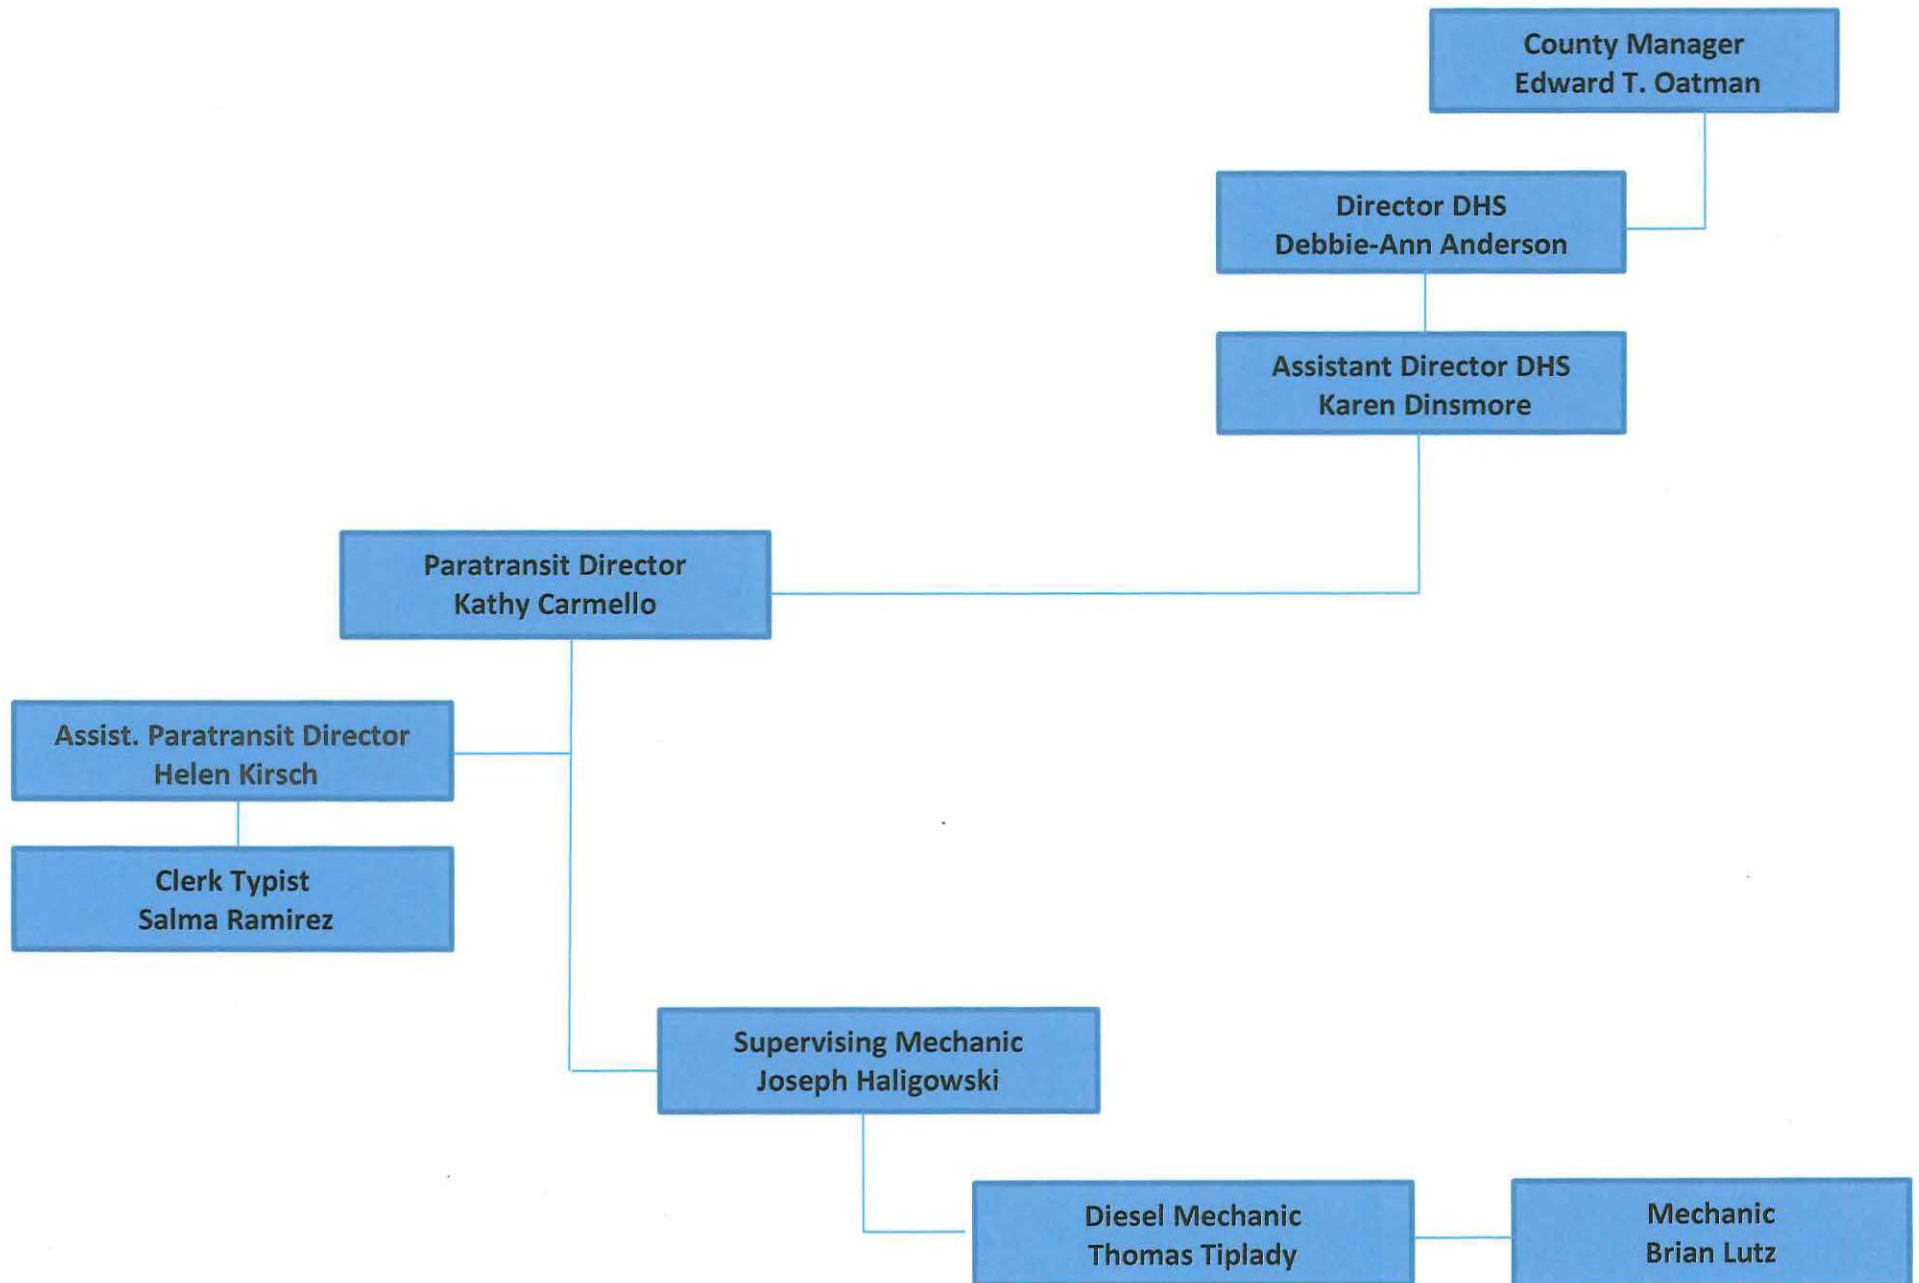 County Manager
Edward T. Oatman
Director DHS
Debbie-Ann Anderson
Assistant Director DHS
Karen Dinsmore
Paratransit Director
Kathy Carmello
Assist. Paratransit Director
Helen Kirsch
Clerk Typist
Salma Ramirez
Supervising Mechanic
Joseph Haligowski
Diesel Mechanic
Thomas Tiplady
Mechanic
Brian Lutz